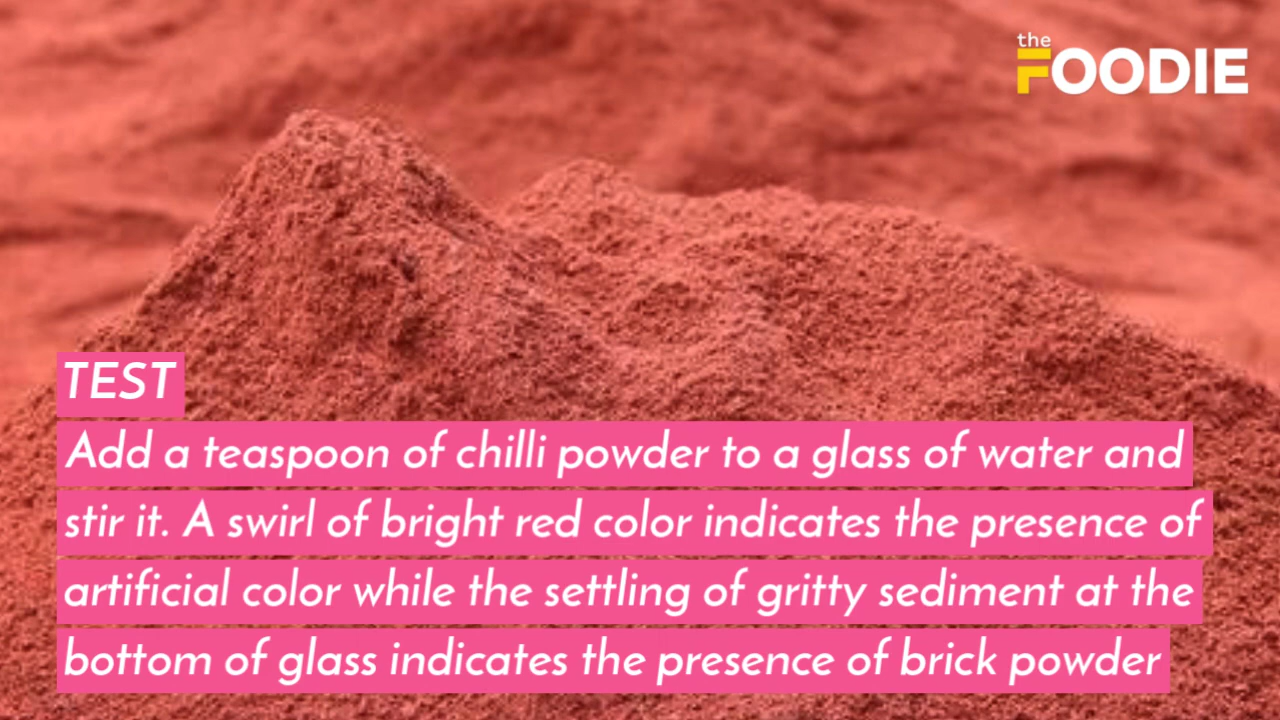 the
FOODIE
TEST
Add a teaspoon of chilli powder to a glass of water and
stir it. A swirl of bright red color indicates the presence of
artificial color while the settling of gritty sediment at the
bottom of glass indicates the presence of brick powder